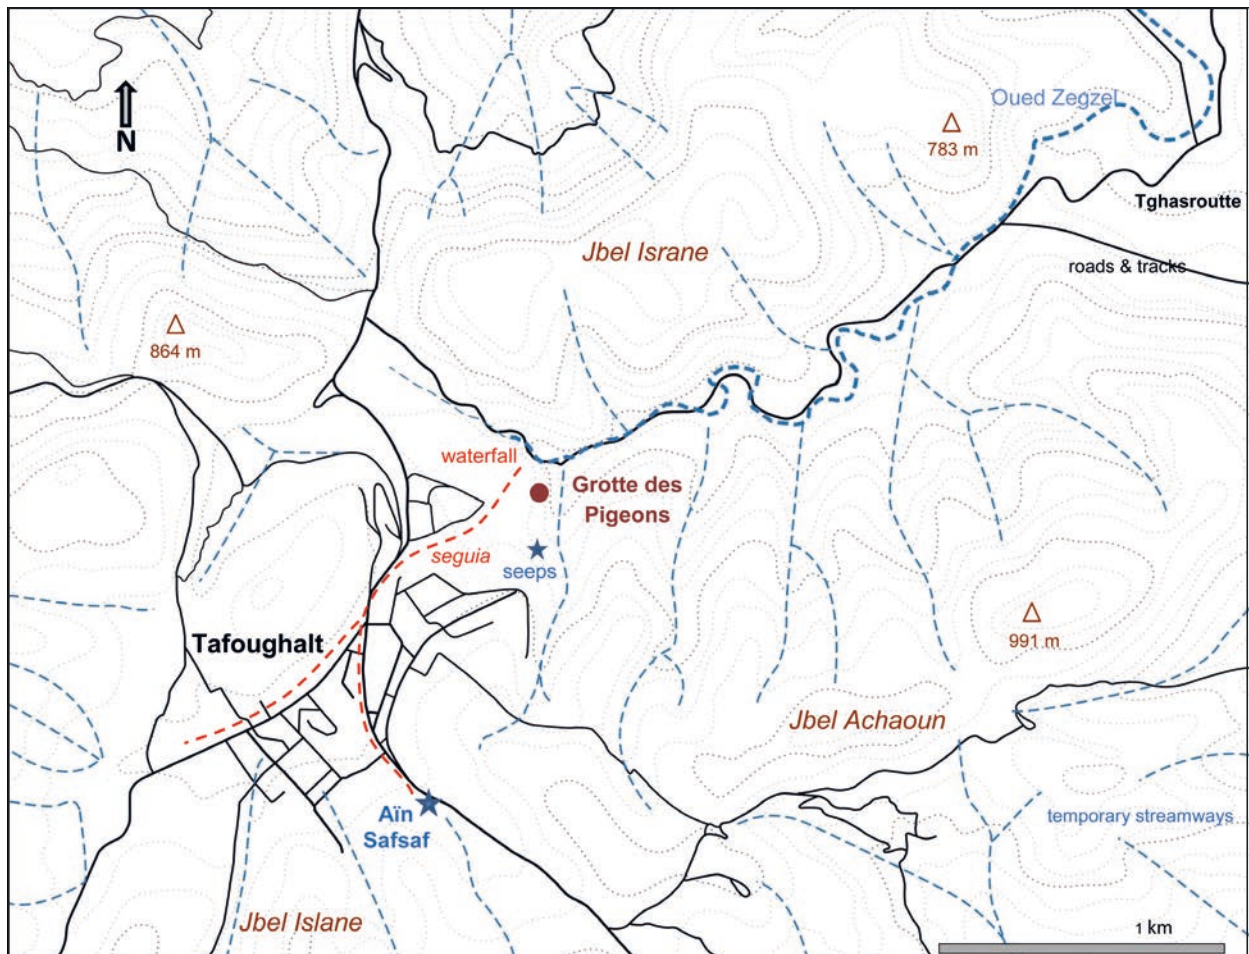 Oued Zegzel
N
783 m
Tghasroutte
Jbel Israne
roads & tracks
864 m
waterfall
Grotte des
Pigeons
seguia
seeps
Tafoughalt
991 m
Jbel Achaoun
Aïn
Safsaf
temporary streamways
Jbel Islane
1 km